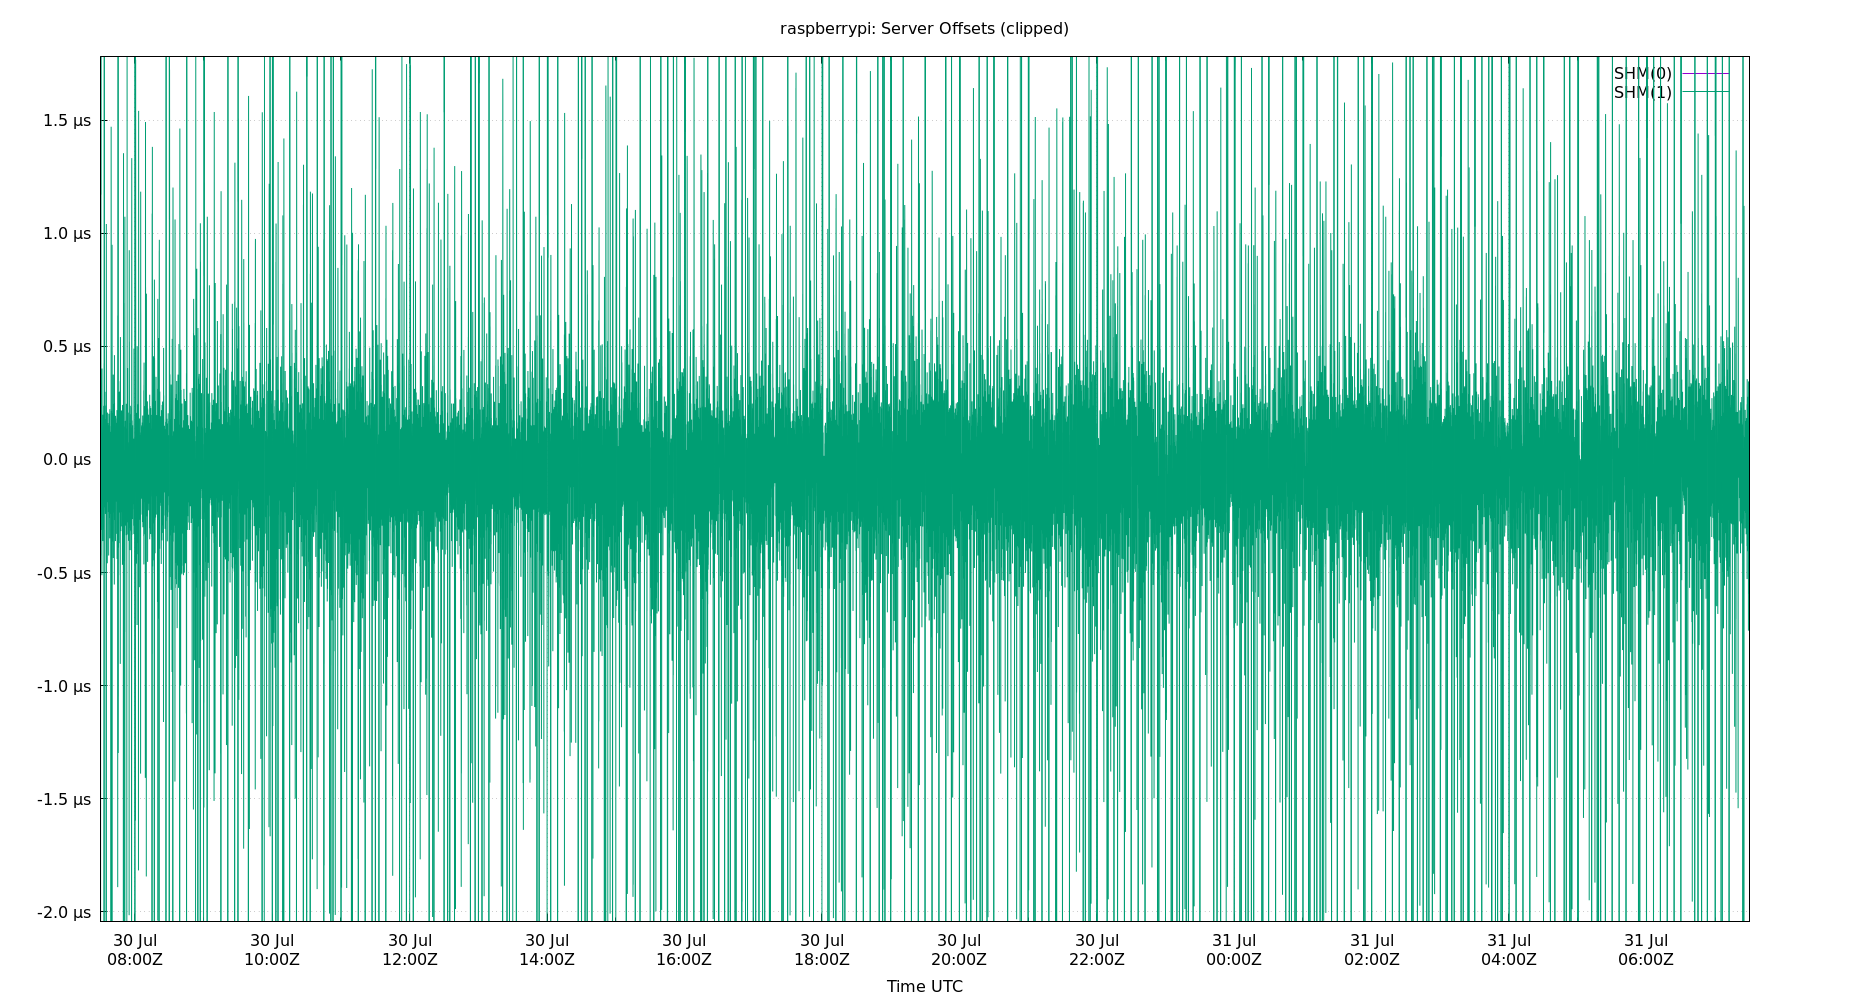 raspberrypi: Server Offsets (clipped)
SHM(0)
SHM(1)
1.5 µs
1.0 µs
0.5 µs
0.0 µs
-0.5 µs
-1.0 µs
-1.5 µs
-2.0 µs
30 Jul 30 Jul 30 Jul 30 Jul 30 Jul 30 Jul 30 Jul 30 Jul 31 Jul 31 Jul 31 Jul 31 Jul
08:00Z 10:00Z 12:00Z 14:00Z 16:00Z 18:00Z 20:00Z 22:00Z 00:00Z 02:00Z 04:00Z 06:00Z
Time UTC